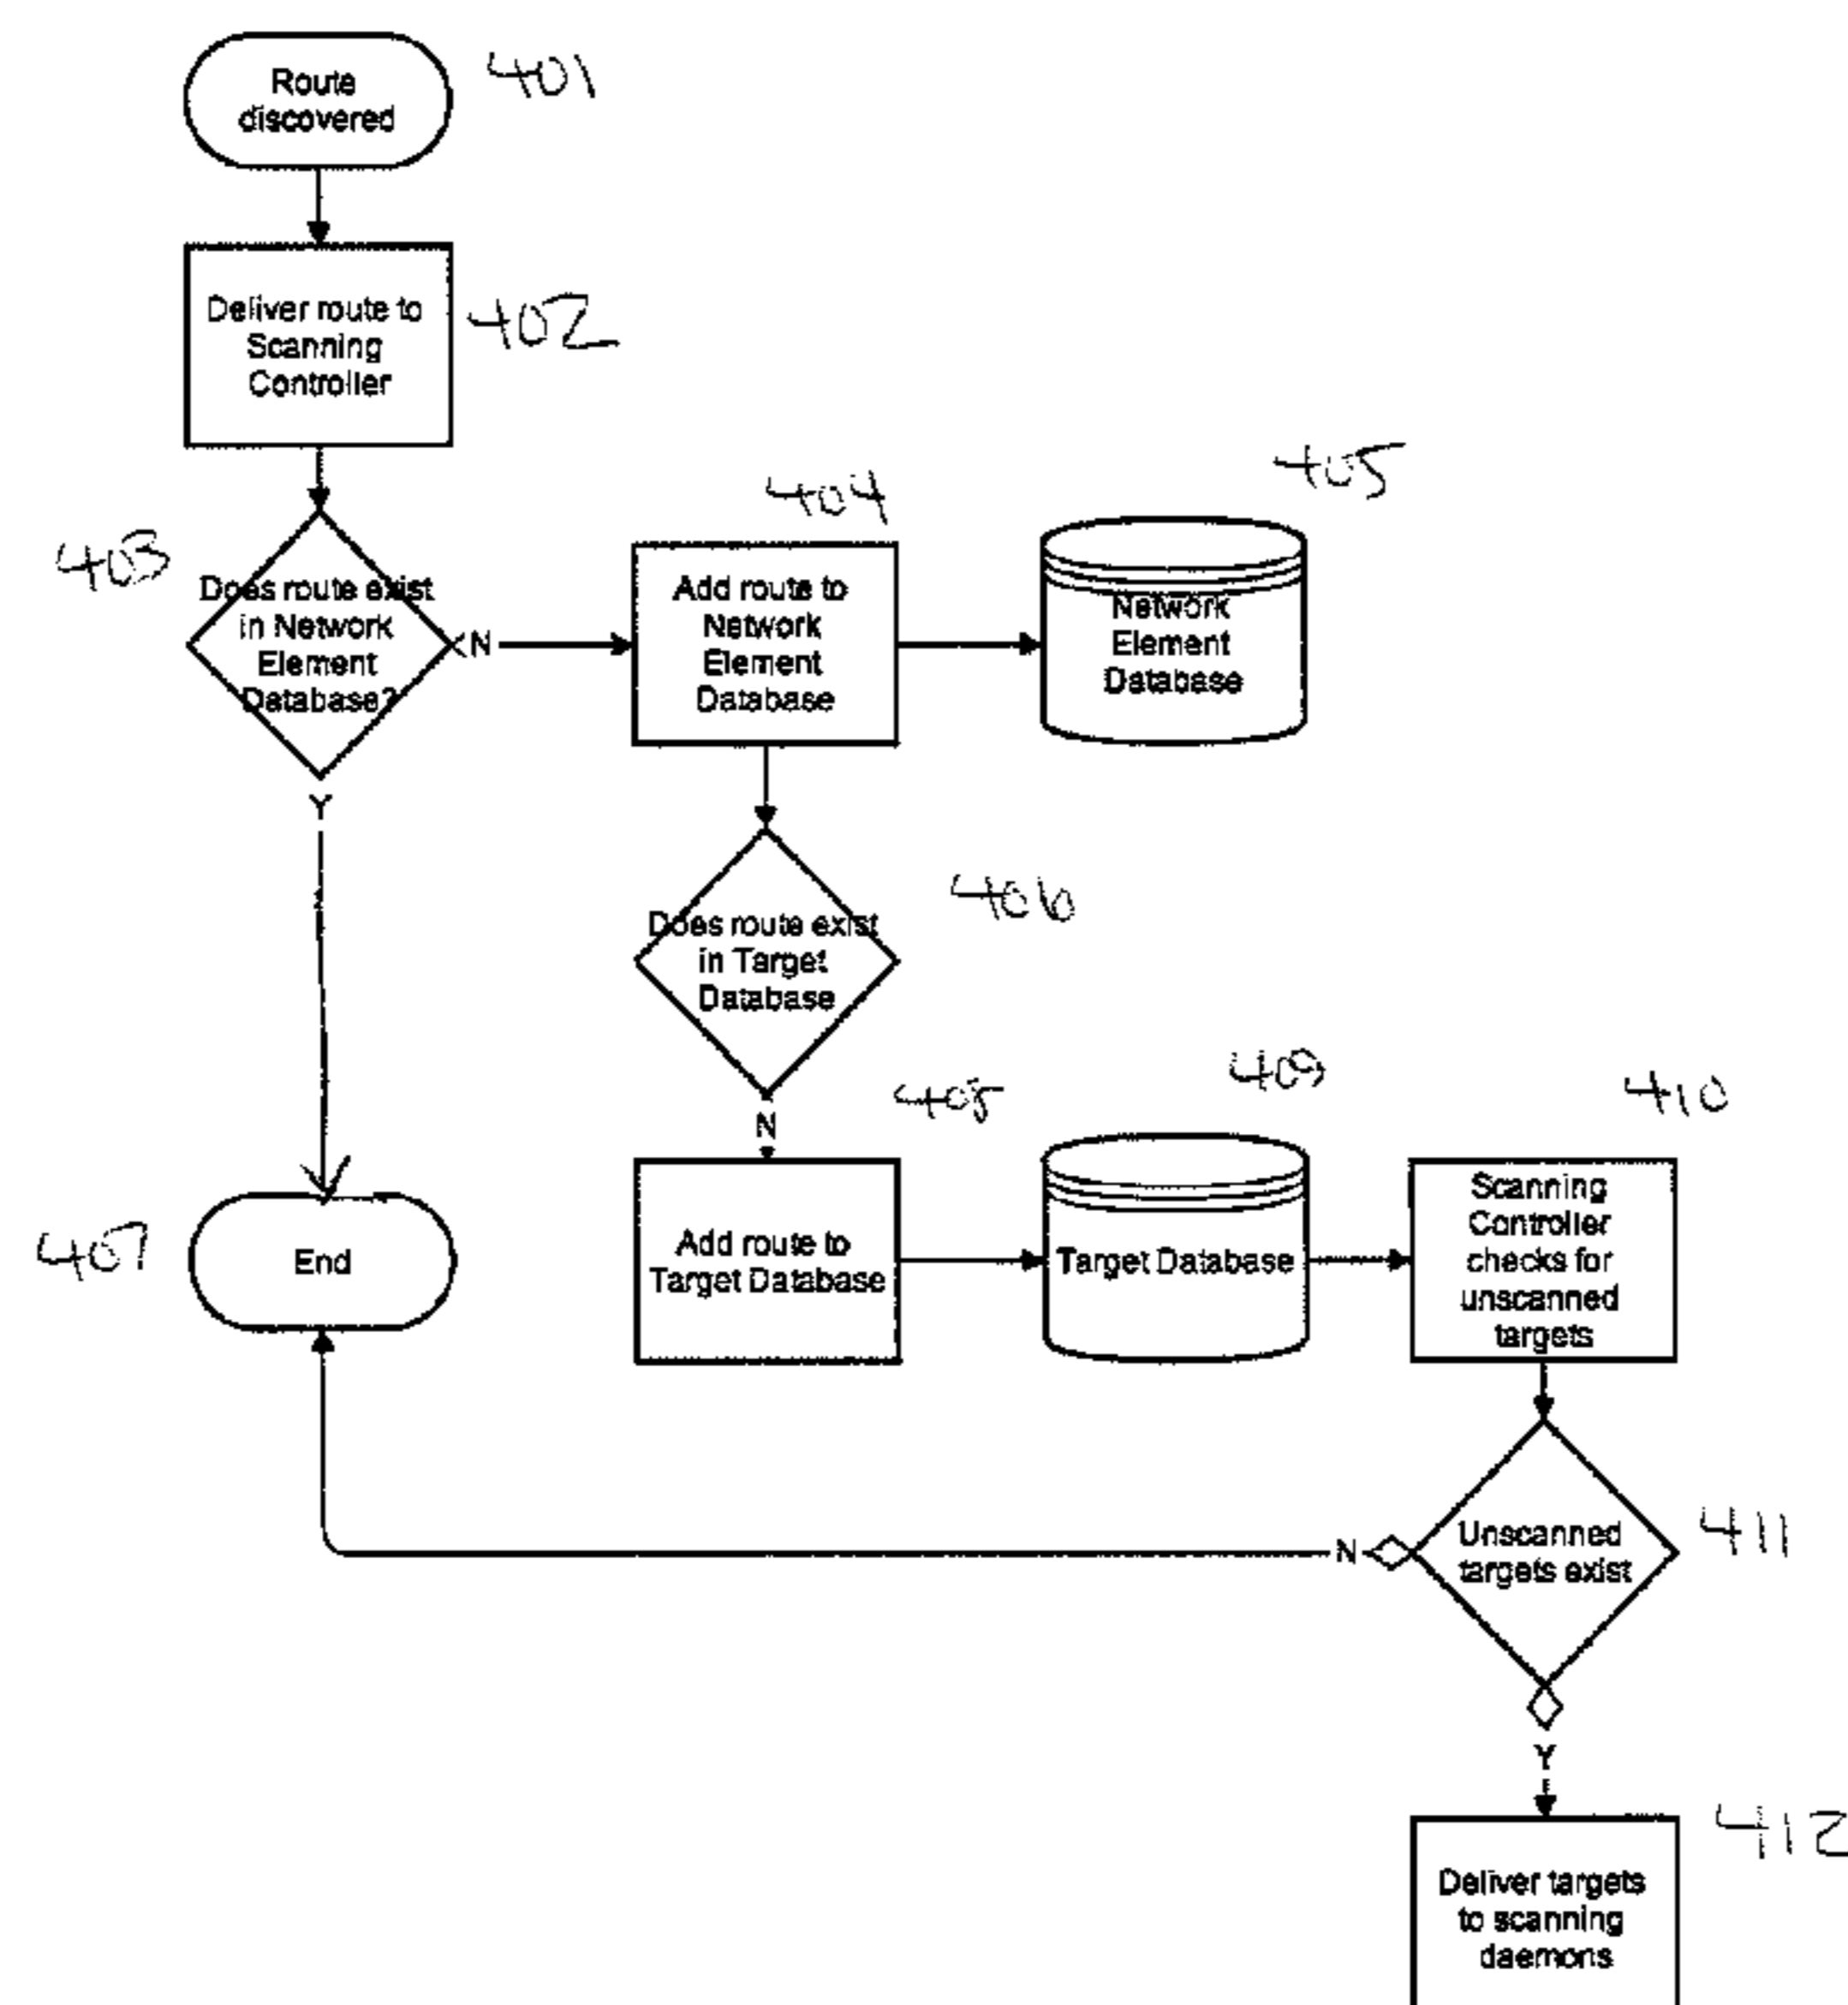 Route
discovered
401
Deliver route to
Scanning
Controller
402
403
Does route exist
in Network
Element
Database?
N
Y
404
Add route to
Network
Element
Database
405
Network
Element
Database
406
Does route exist
in Target
Database
N
407
End
408
Add route to
Target Database
409
Target Database
410
Scanning
Controller
checks for
unscanned
targets
411
Unscanned
targets exist
N
Y
412
Deliver targets
to scanning
daemons